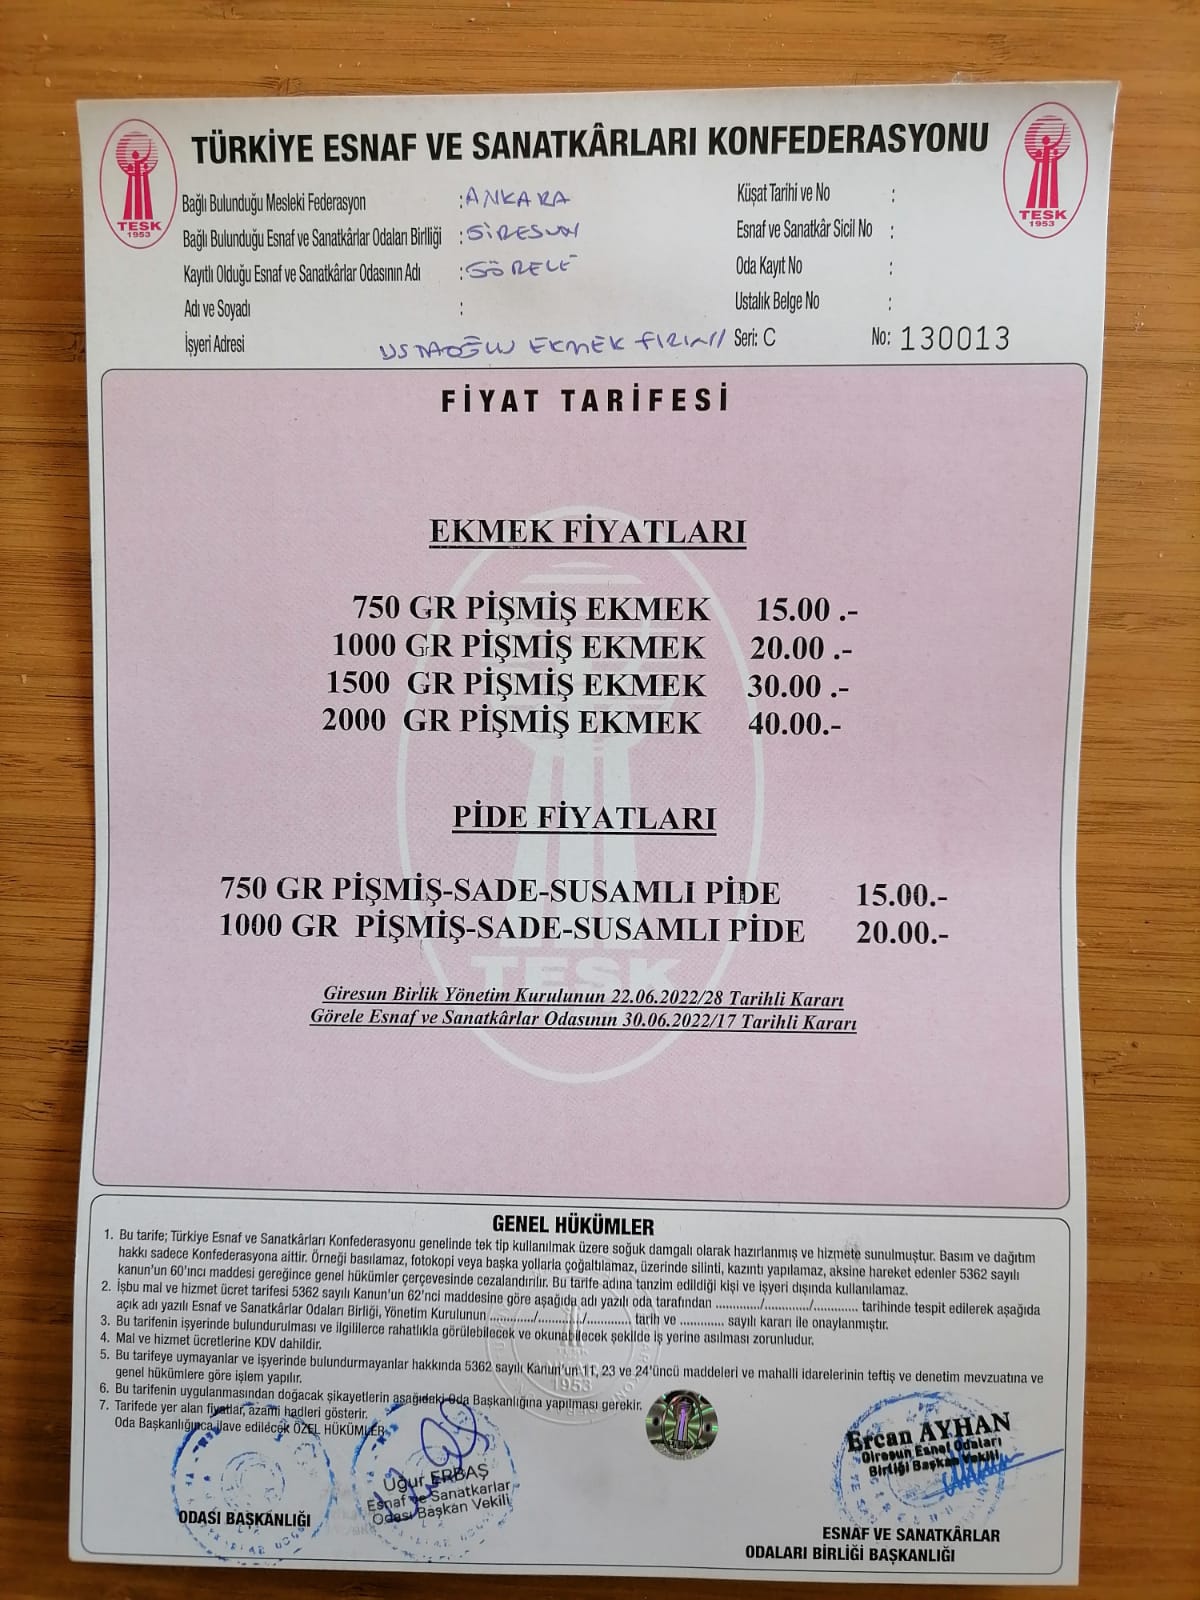 TÜRKİYE ESNAF VE SANATKÂRLARI KONFEDERASYONU
TESK
1953
TESK
1953
Bağlı Bulunduğu Mesleki Federasyon : ANKARA
Bağlı Bulunduğu Esnaf ve Sanatkârlar Odaları Birliği : GİRESUN
Kayıtlı Olduğu Esnaf ve Sanatkârlar Odasının Adı : GÖRELE
Adı ve Soyadı :
İşyeri Adresi USTAOĞLU EKMEK FIRINI
Küşat Tarihi ve No :
Esnaf ve Sanatkâr Sicil No :
Oda Kayıt No :
Ustalık Belge No :
Seri: C No: 130013
FİYAT TARİFESİ
EKMEK FİYATLARI
750 GR PİŞMİŞ EKMEK 15.00 .-
1000 GR PİŞMİŞ EKMEK 20.00 .-
1500 GR PİŞMİŞ EKMEK 30.00 .-
2000 GR PİŞMİŞ EKMEK 40.00.-
PİDE FİYATLARI
750 GR PİŞMİŞ-SADE-SUSAMLI PİDE 15.00.-
1000 GR PİŞMİŞ-SADE-SUSAMLI PİDE 20.00.-
TESK
Giresun Birlik Yönetim Kurulunun 22.06.2022/28 Tarihli Kararı
Görele Esnaf ve Sanatkârlar Odasının 30.06.2022/17 Tarihli Kararı
GENEL HÜKÜMLER
1. Bu tarife; Türkiye Esnaf ve Sanatkârları Konfederasyonu genelinde tek tip kullanılmak üzere soğuk damgalı olarak hazırlanmış ve hizmete sunulmuştur. Basım ve dağıtım
hakkı sadece Konfederasyona aittir. Örneği basılamaz, fotokopi veya başka yollarla çoğaltılamaz, üzerinde silinti, kazıntı yapılamaz, aksine hareket edenler 5362 sayılı
kanun'un 60'ıncı maddesi gereğince genel hükümler çerçevesinde cezalandırılır. Bu tarife adına tanzim edildiği kişi ve işyeri dışında kullanılamaz.
2. İşbu mal ve hizmet ücret tarifesi 5362 sayılı Kanun'un 62'nci maddesine göre aşağıda adı yazılı oda tarafından ............/............/............ tarihinde tespit edilerek aşağıda
açık adı yazılı Esnaf ve Sanatkârlar Odaları Birliği, Yönetim Kurulunun ............/............/............ tarih ve ............ sayılı kararı ile onaylanmıştır.
3. Bu tarifenin işyerinde bulundurulması ve ilgililerce rahatlıkla görülebilecek ve okunabilecek şekilde iş yerine asılması zorunludur.
4. Mal ve hizmet ücretlerine KDV dahildir.
5. Bu tarifeye uymayanlar ve işyerinde bulundurmayanlar hakkında 5362 sayılı Kanun'un 11, 23 ve 24'üncü maddeleri ve mahalli idarelerinin teftiş ve denetim mevzuatına ve
genel hükümlere göre işlem yapılır.
6. Bu tarifenin uygulanmasından doğacak şikayetlerin aşağıdaki Oda Başkanlığına yapılması gerekir.
7. Tarifede yer alan fiyatlar, azami hadleri gösterir.
Oda Başkanlığınca ilave edilecek ÖZEL HÜKÜMLER
1953
Uğur ERBAŞ
Esnaf ve Sanatkarlar
Odası Başkan Vekili
ODASI BAŞKANLIĞI
Ercan AYHAN
Giresun Esnaf Odaları
Birliği Başkan Vekili
ESNAF VE SANATKÂRLAR
ODALARI BİRLİĞİ BAŞKANLIĞI